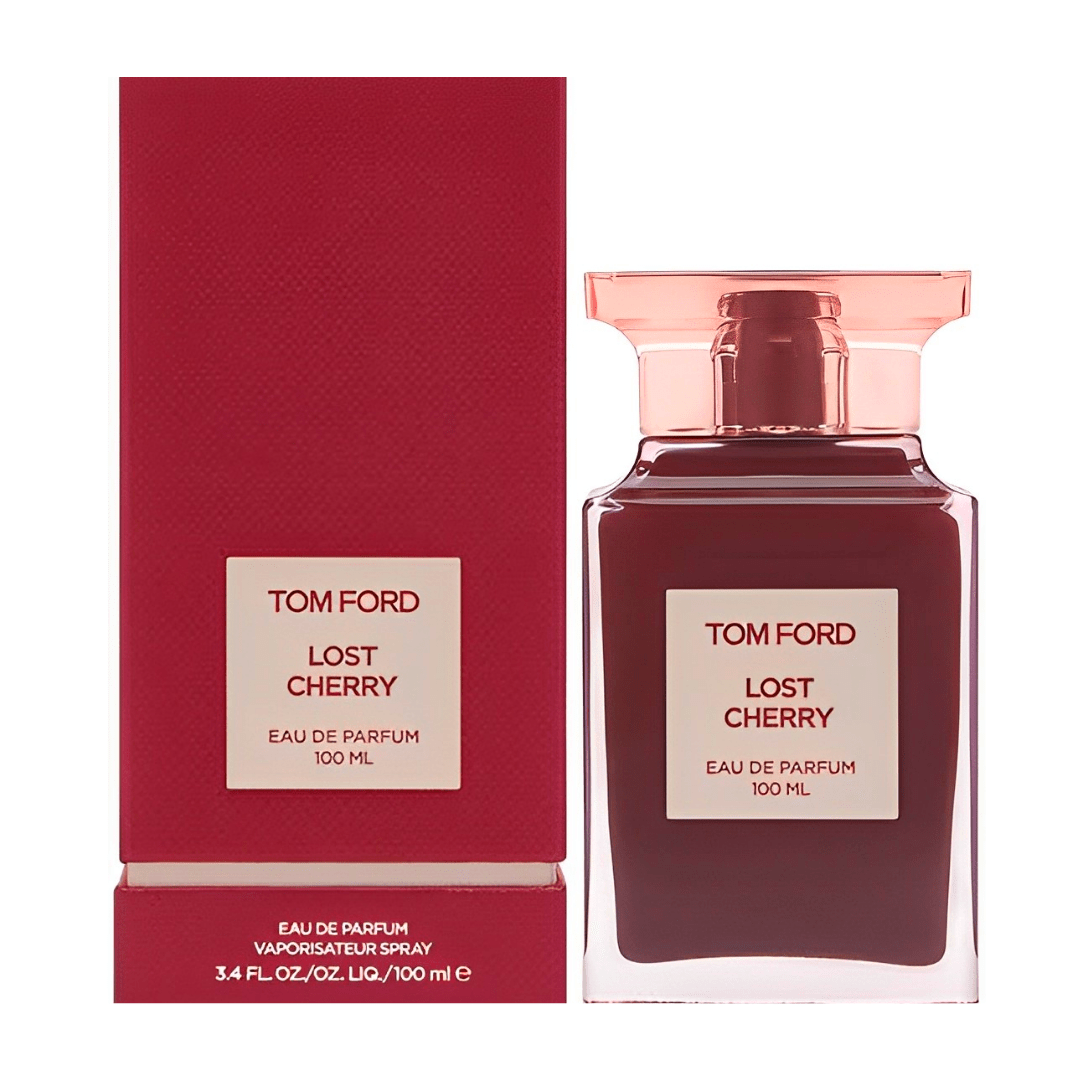 TOM FORD
LOST
CHERRY
EAU DE PARFUM
100 ML
EAU DE PARFUM
VAPORISATEUR SPRAY
3.4 FL. OZ./OZ. LIQ./100 ml ℮
TOM FORD
LOST
CHERRY
EAU DE PARFUM
100 ML